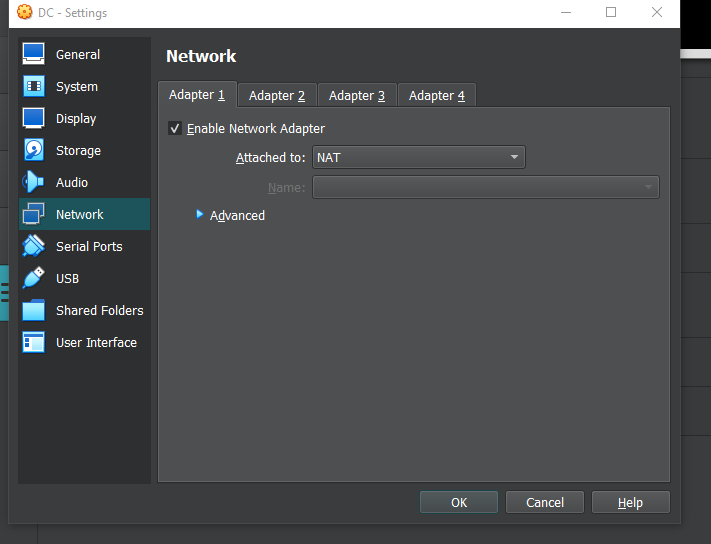 DC - Settings
General
System
Display
Storage
Audio
Network
Serial Ports
USB
Shared Folders
User Interface
Network
Adapter 1 Adapter 2 Adapter 3 Adapter 4
Enable Network Adapter
Attached to: NAT
Name:
Advanced
OK Cancel Help